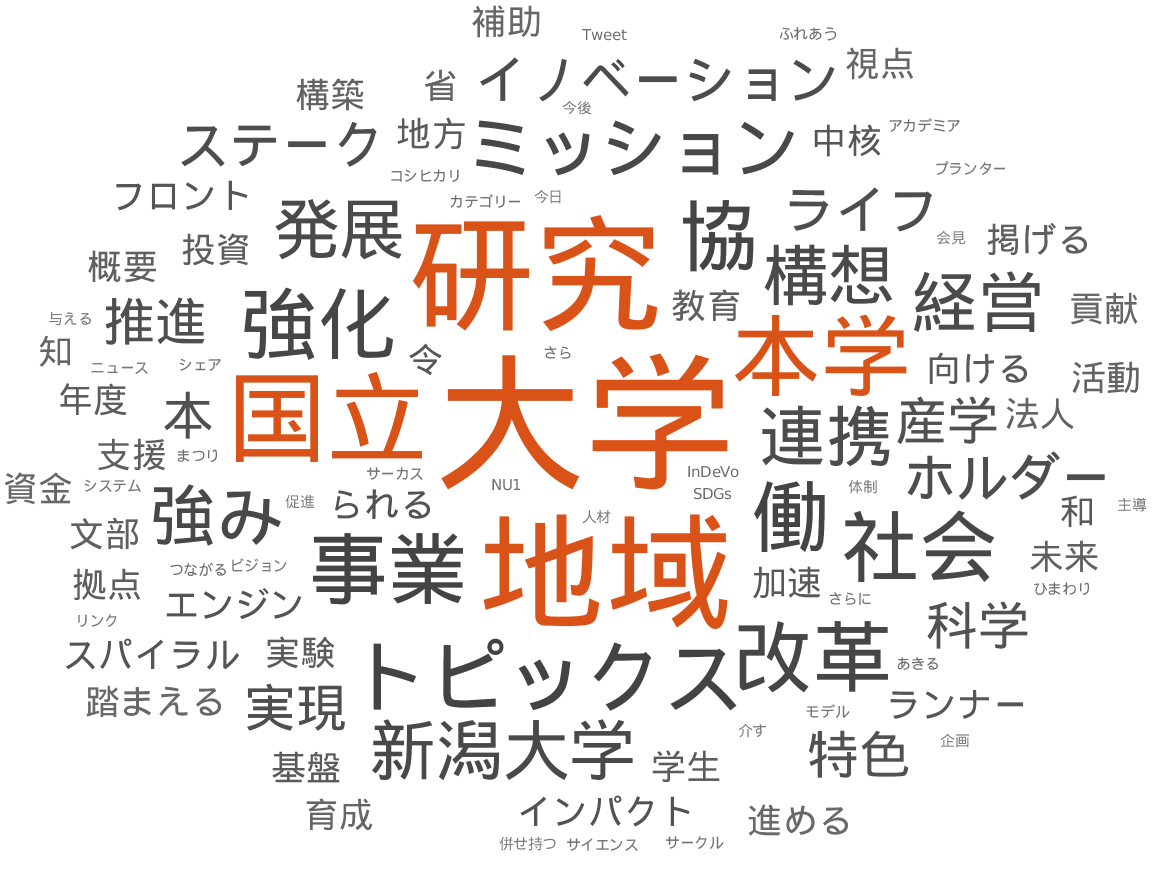 補助
Tweet
ふれあう
構築
省
イノベーション
視点
今後
ステーク
地方
ミッション
中核
アカデミア
コシヒカリ
プランター
フロント
カテゴリー
今日
ライフ
発展
研究
協
会見
掲げる
概要
投資
構想
経営
推進
強化
教育
貢献
与える
知
ニュース
シェア
令
さら
本学
向ける
活動
年度
本
国立
大学
連携
産学
法人
支援
まつり
サーカス
InDeVo
ホルダー
資金
システム
強み
促進
られる
NU1
SDGs
働
体制
和
主導
文部
人材
社会
未来
つながる
ビジョン
事業
地域
加速
さらに
ひまわり
拠点
エンジン
リンク
科学
スパイラル
実験
トピックス
改革
あきる
踏まえる
実現
モデル
ランナー
新潟大学
介す
特色
企画
基盤
学生
育成
インパクト
進める
併せ持つ
サイエンス
サークル